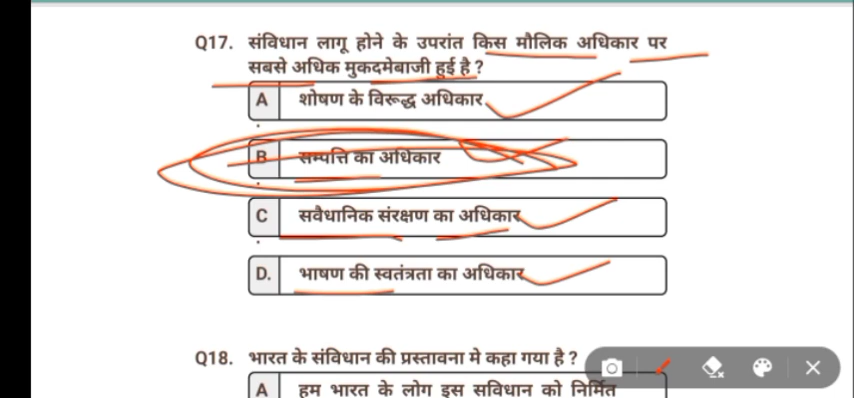 Q17. संविधान लागू होने के उपरांत किस मौलिक अधिकार पर
सबसे अधिक मुकदमेबाजी हुई है ?
A शोषण के विरूद्ध अधिकार
B सम्पत्ति का अधिकार
C सवैधानिक संरक्षण का अधिकार
D. भाषण की स्वतंत्रता का अधिकार
Q18. भारत के संविधान की प्रस्तावना मे कहा गया है ?
A हम भारत के लोग इस सविधान को निर्मित